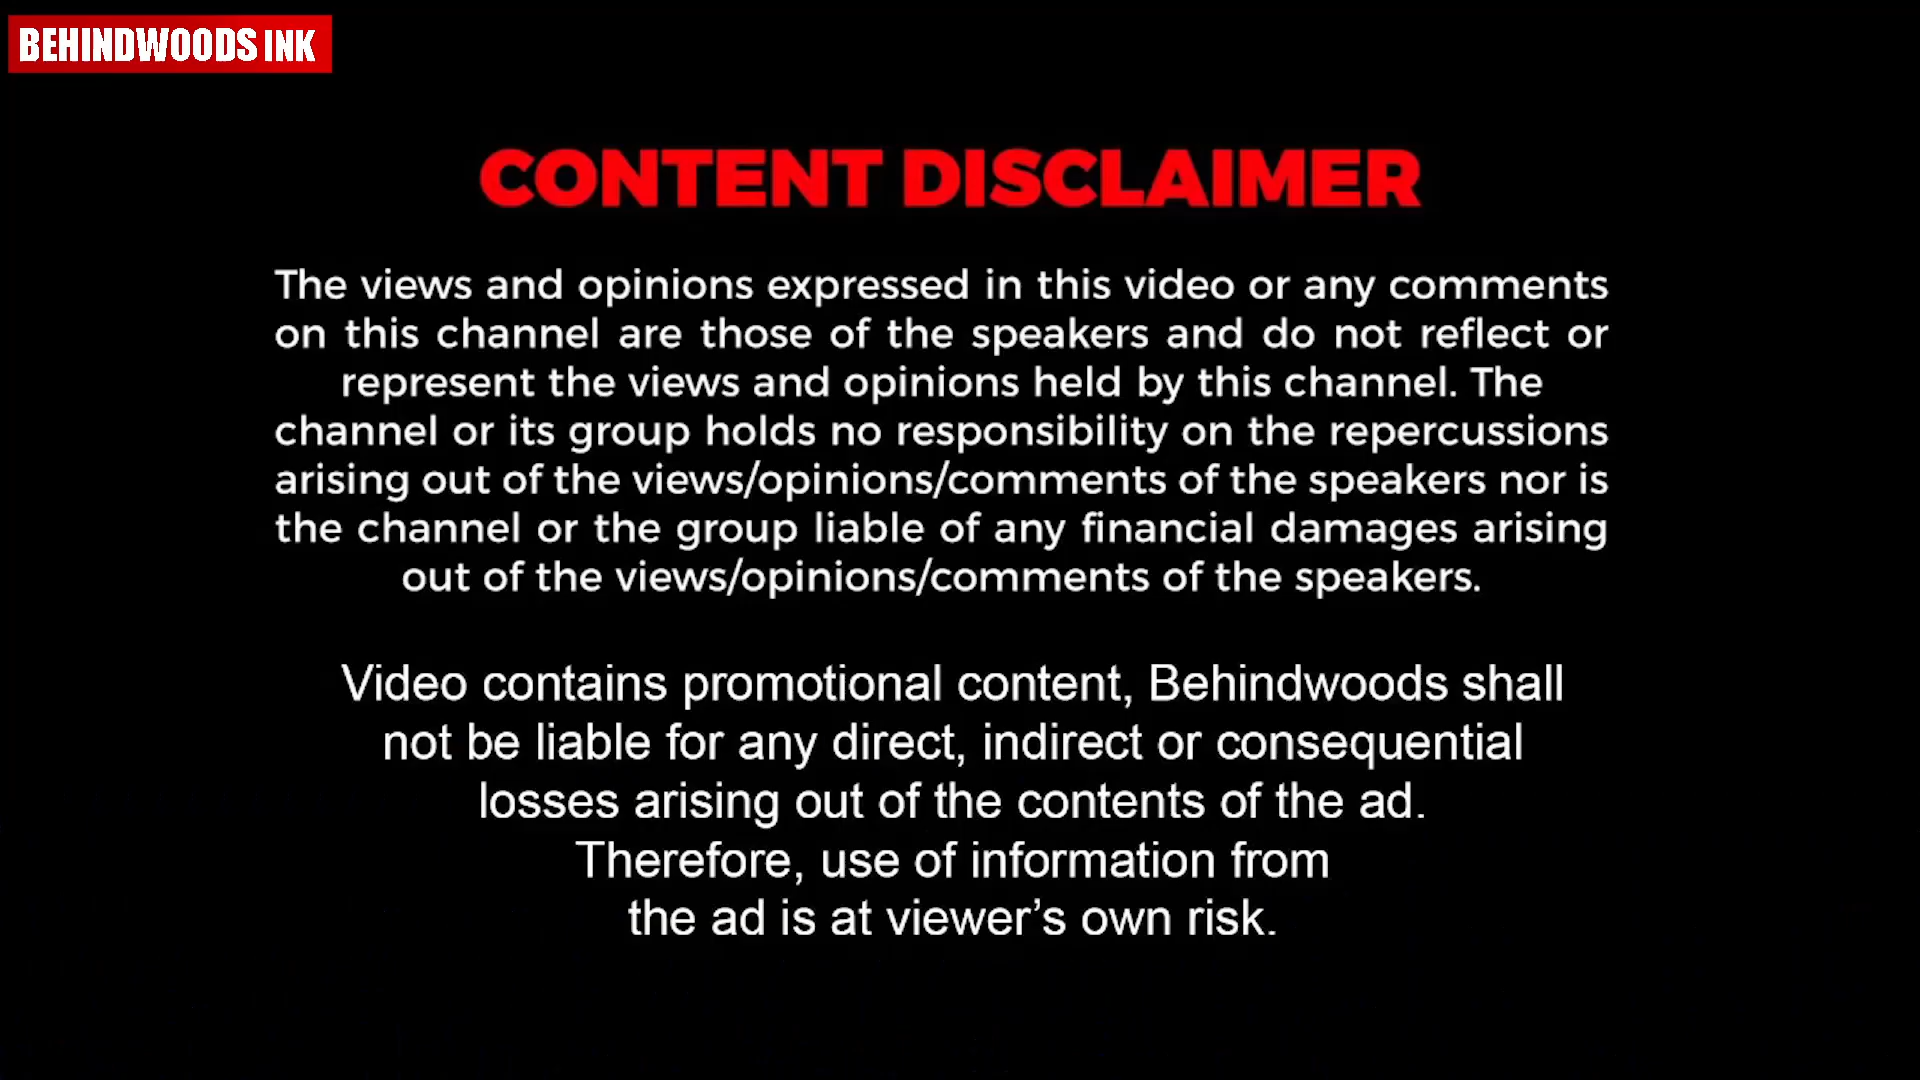 BEHINDWOODS INK
CONTENT DISCLAIMER
The views and opinions expressed in this video or any comments
on this channel are those of the speakers and do not reflect or
represent the views and opinions held by this channel. The
channel or its group holds no responsibility on the repercussions
arising out of the views/opinions/comments of the speakers nor is
the channel or the group liable of any financial damages arising
out of the views/opinions/comments of the speakers.
Video contains promotional content, Behindwoods shall
not be liable for any direct, indirect or consequential
losses arising out of the contents of the ad.
Therefore, use of information from
the ad is at viewer’s own risk.